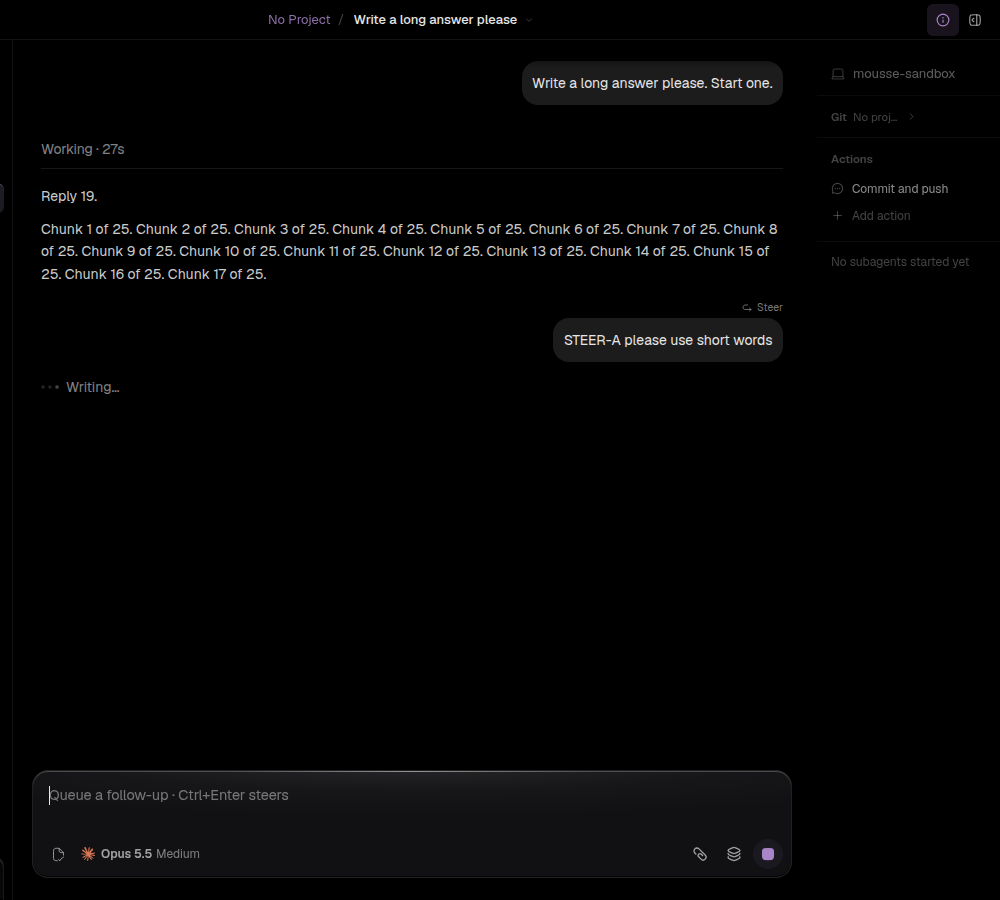 No Project / Write a long answer please
Write a long answer please. Start one.
mousse-sandbox
Git No proj...
Actions
Commit and push
Add action
No subagents started yet
Working · 27s
Reply 19.
Chunk 1 of 25. Chunk 2 of 25. Chunk 3 of 25. Chunk 4 of 25. Chunk 5 of 25. Chunk 6 of 25. Chunk 7 of 25. Chunk 8
of 25. Chunk 9 of 25. Chunk 10 of 25. Chunk 11 of 25. Chunk 12 of 25. Chunk 13 of 25. Chunk 14 of 25. Chunk 15 of
25. Chunk 16 of 25. Chunk 17 of 25.
Steer
STEER-A please use short words
Writing...
Queue a follow-up · Ctrl+Enter steers
Opus 5.5 Medium